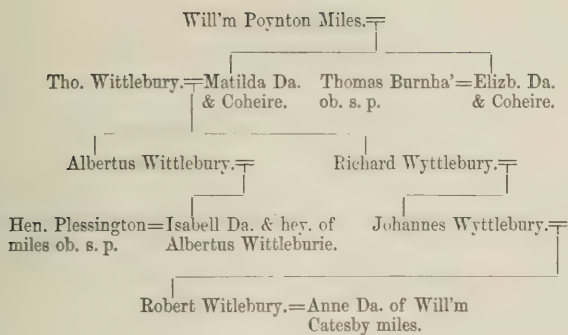 Will'm Poynton Miles.
Tho. Wittlebury. Matilda Da. Thomas Burnha' = Elizb. Da.
& Coheire. ob. s. p. & Coheire.
Albertus Wittlebury. Richard Wyttlebury.
Hen. Plessington = Isabell Da. & hey. of Johannes Wyttlebury.
miles ob. s. p. Albertus Wittleburie.
Robert Witlebury. = Anne Da. of Will'm
Catesby miles.